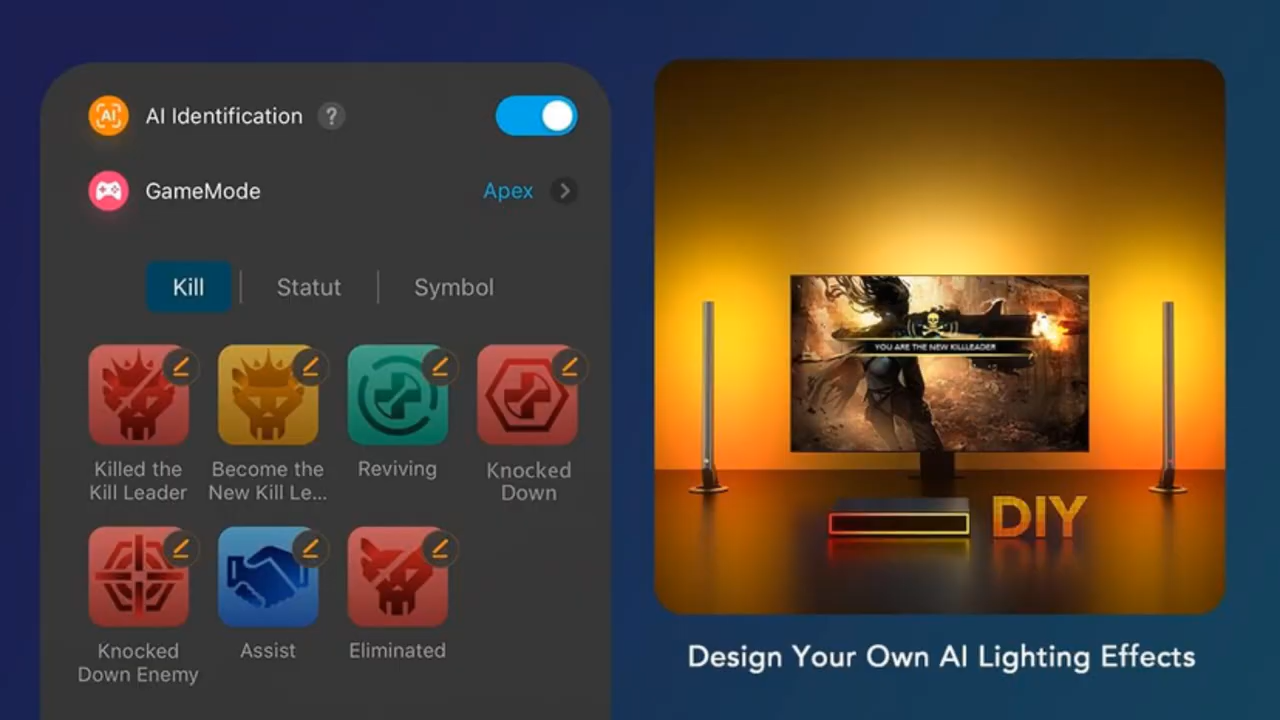 AI
AI Identification ?
GameMode
Apex
Kill
Statut
Symbol
Killed the
Kill Leader
Become the
New Kill Le...
Reviving
Knocked
Down
Knocked
Down Enemy
Assist
Eliminated
YOU ARE THE NEW KILLLEADER
DIY
Design Your Own AI Lighting Effects